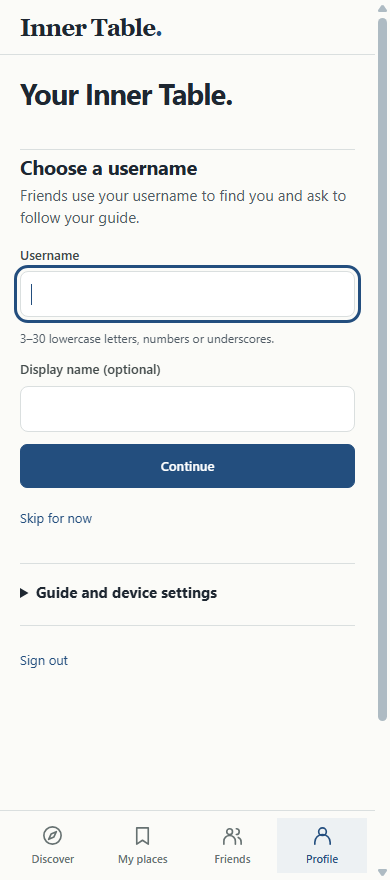 Inner Table.
Your Inner Table.
Choose a username
Friends use your username to find you and ask to
follow your guide.
Username
3–30 lowercase letters, numbers or underscores.
Display name (optional)
Continue
Skip for now
Guide and device settings
Sign out
Discover
My places
Friends
Profile